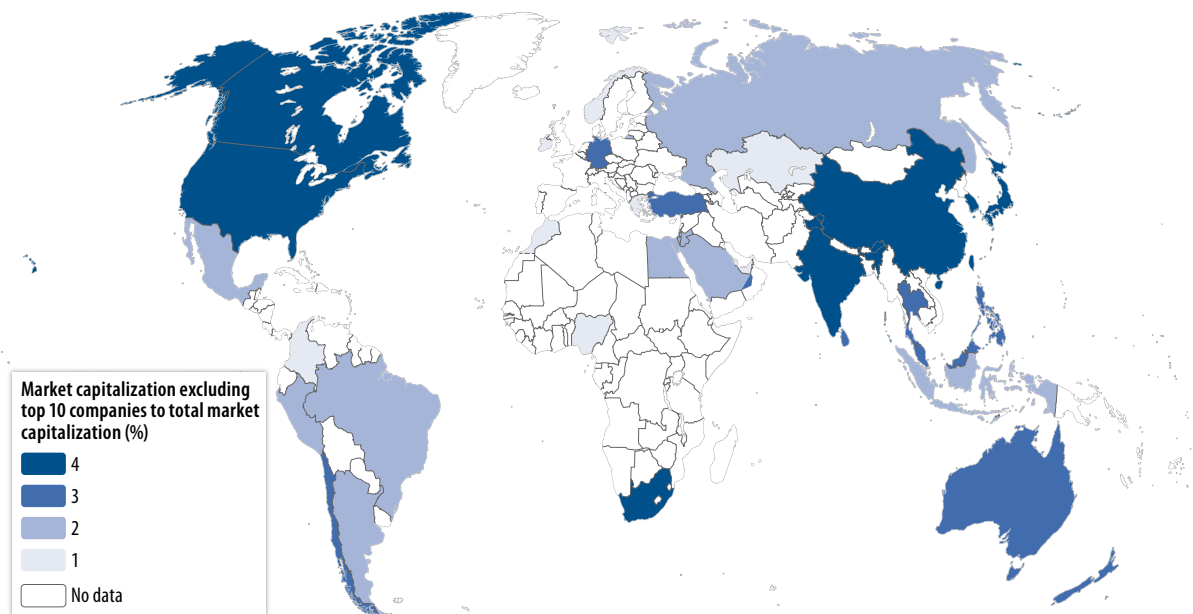 Market capitalization excluding
top 10 companies to total market
capitalization (%)
4
3
2
1
No data